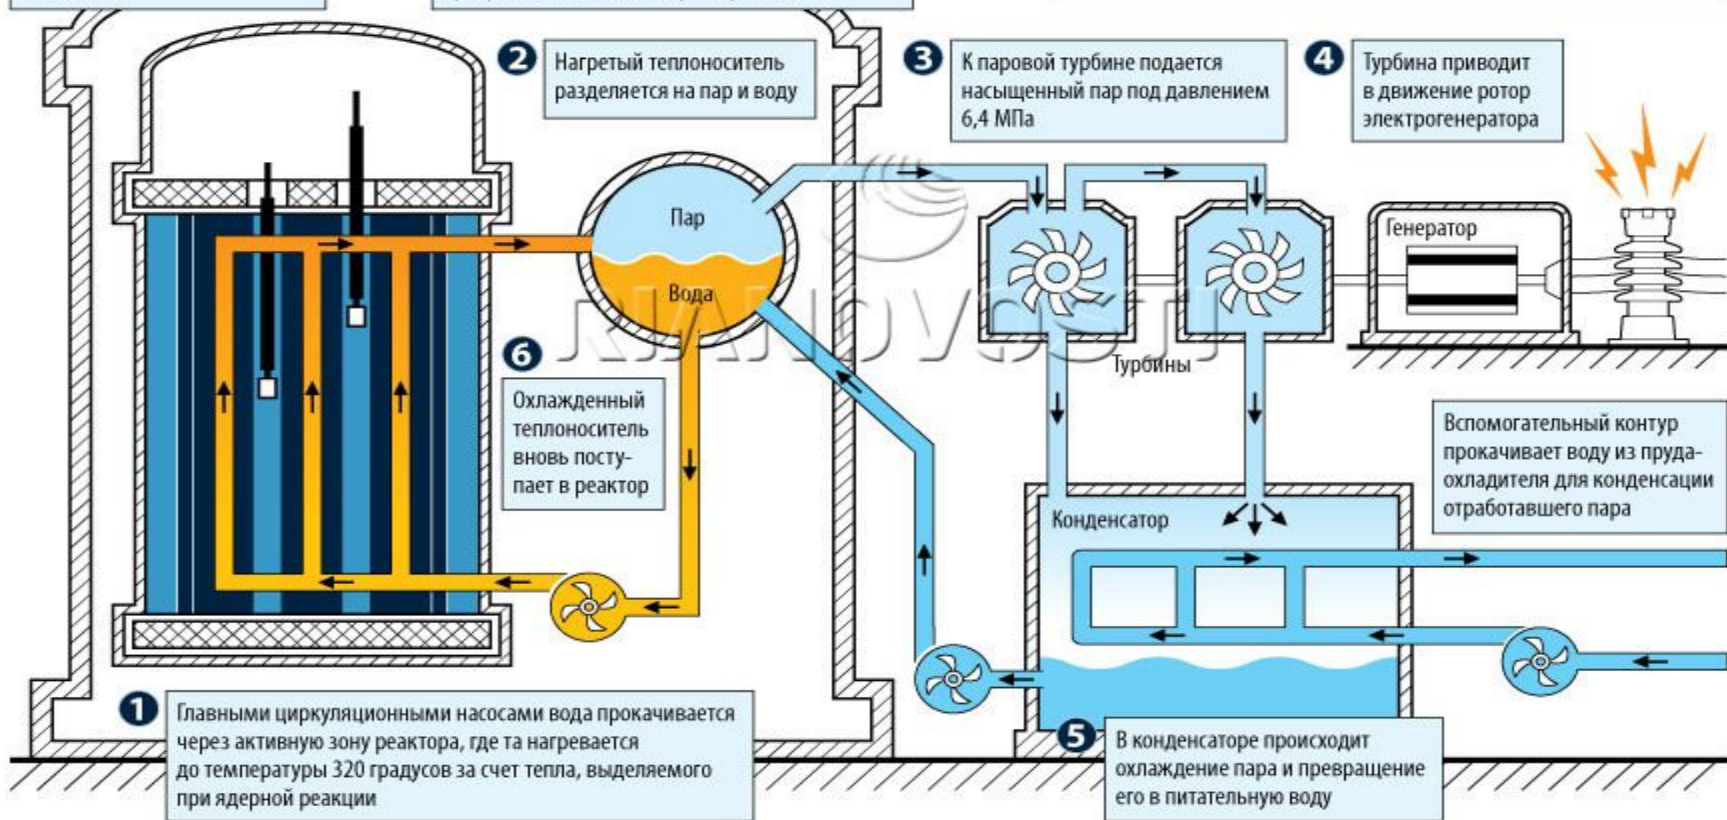 2
Нагретый теплоноситель
разделяется на пар и воду
3
К паровой турбине подается
насыщенный пар под давлением
6,4 МПа
4
Турбина приводит
в движение ротор
электрогенератора
Пар
Вода
Генератор
RIANOVOSTI
Турбины
6
Охлажденный
теплоноситель
вновь посту-
пает в реактор
Вспомогательный контур
прокачивает воду из пруда-
охладителя для конденсации
отработавшего пара
Конденсатор
1
Главными циркуляционными насосами вода прокачивается
через активную зону реактора, где та нагревается
до температуры 320 градусов за счет тепла, выделяемого
при ядерной реакции
5
В конденсаторе происходит
охлаждение пара и превращение
его в питательную воду